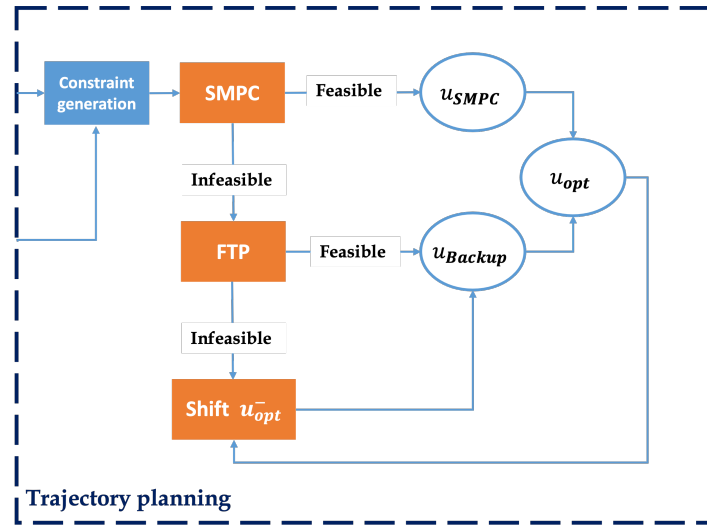 Constraint
generation
SMPC
Feasible
u_SMPC
u_opt
Infeasible
FTP
Feasible
u_Backup
Infeasible
Shift u⁻_opt
Trajectory planning